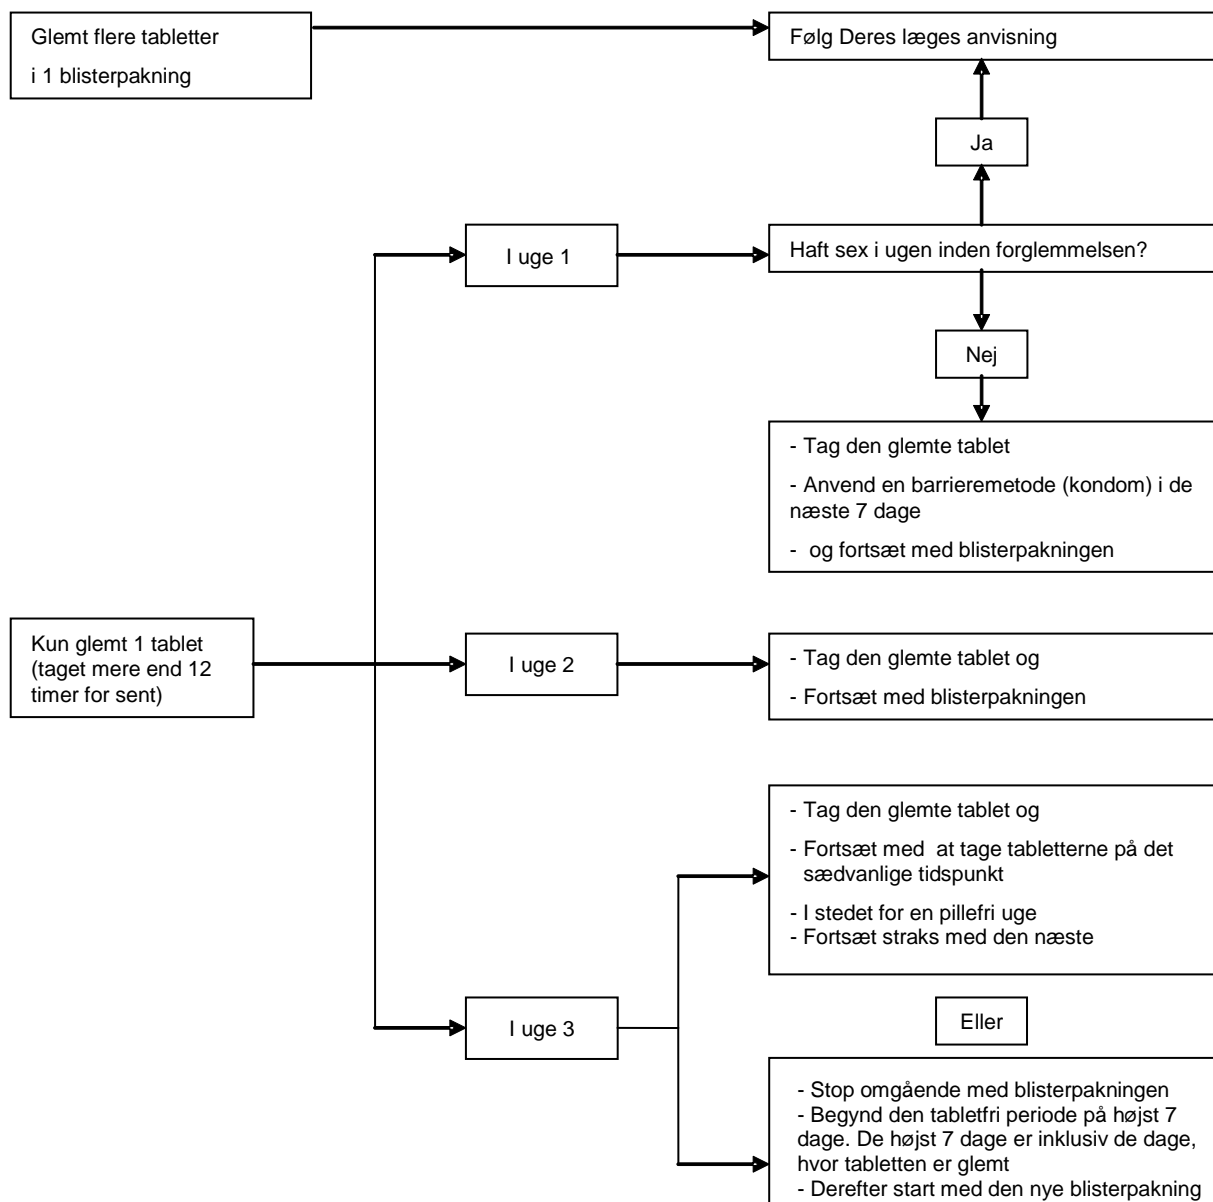 Glemt flere tabletter
i 1 blisterpakning
Følg Deres læges anvisning
Ja
I uge 1
Haft sex i ugen inden forglemmelsen?
Nej
- Tag den glemte tablet
- Anvend en barrieremetode (kondom) i de
næste 7 dage
- og fortsæt med blisterpakningen
Kun glemt 1 tablet
(taget mere end 12
timer for sent)
I uge 2
- Tag den glemte tablet og
- Fortsæt med blisterpakningen
- Tag den glemte tablet og
- Fortsæt med at tage tabletterne på det
sædvanlige tidspunkt
- I stedet for en pillefri uge
- Fortsæt straks med den næste
I uge 3
Eller
- Stop omgående med blisterpakningen
- Begynd den tabletfri periode på højst 7
dage. De højst 7 dage er inklusiv de dage,
hvor tabletten er glemt
- Derefter start med den nye blisterpakning